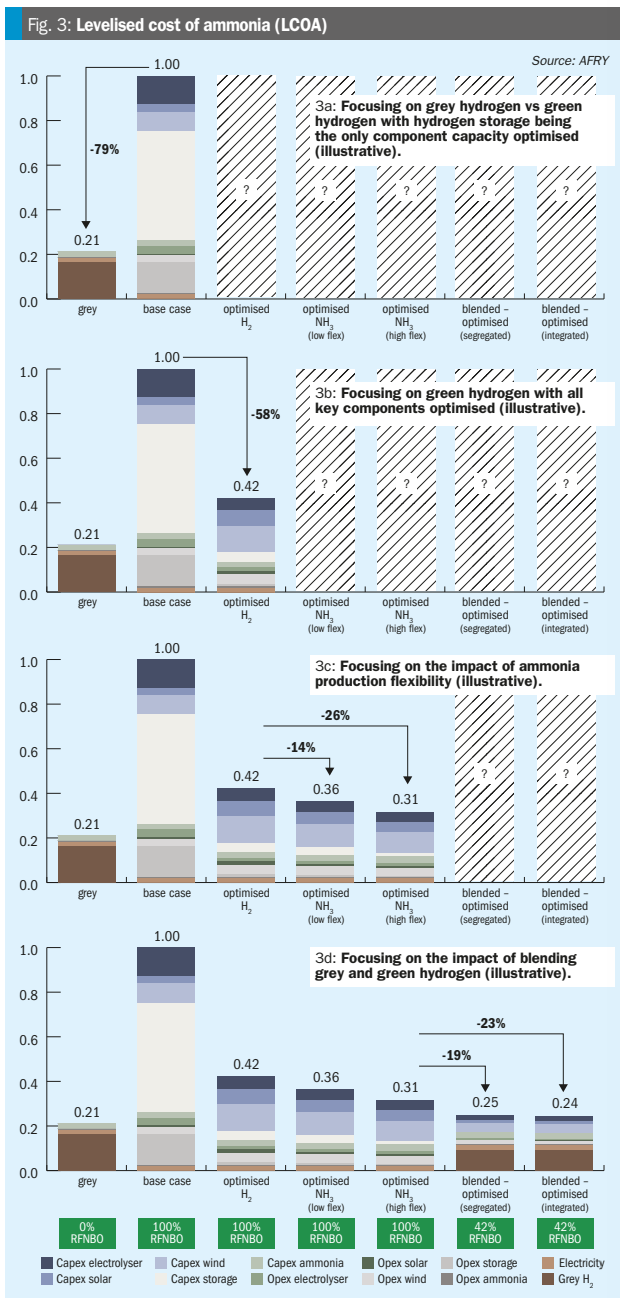 Fig. 3: Levelised cost of ammonia (LCOA)
Source: AFRY
1.00
1.0
0.8
0.6
0.4
0.2
0.0
-79%
0.21
3a: Focusing on grey hydrogen vs green
hydrogen with hydrogen storage being
the only component capacity optimised
(illustrative).
? ? ? ? ?
grey
base case
optimised
H₂
optimised
NH₃
(low flex)
optimised
NH₃
(high flex)
blended –
optimised
(segregated)
blended –
optimised
(integrated)
1.00
1.0
0.8
0.6
0.4
0.2
0.0
-58%
0.42
0.21
3b: Focusing on green hydrogen with all
key components optimised (illustrative).
? ? ? ?
grey
base case
optimised
H₂
optimised
NH₃
(low flex)
optimised
NH₃
(high flex)
blended –
optimised
(segregated)
blended –
optimised
(integrated)
1.00
1.0
0.8
0.6
0.4
0.2
0.0
3c: Focusing on the impact of ammonia
production flexibility (illustrative).
-26%
-14%
0.21
0.42
0.36
0.31
? ?
grey
base case
optimised
H₂
optimised
NH₃
(low flex)
optimised
NH₃
(high flex)
blended –
optimised
(segregated)
blended –
optimised
(integrated)
1.00
1.0
0.8
0.6
0.4
0.2
0.0
3d: Focusing on the impact of blending
grey and green hydrogen (illustrative).
-23%
-19%
0.21
0.42
0.36
0.31
0.25
0.24
grey
base case
optimised
H₂
optimised
NH₃
(low flex)
optimised
NH₃
(high flex)
blended –
optimised
(segregated)
blended –
optimised
(integrated)
0%
RFNBO
100%
RFNBO
100%
RFNBO
100%
RFNBO
100%
RFNBO
42%
RFNBO
42%
RFNBO
Capex electrolyser Capex wind Capex ammonia Opex solar Opex storage Electricity
Capex solar Capex storage Opex electrolyser Opex wind Opex ammonia Grey H₂